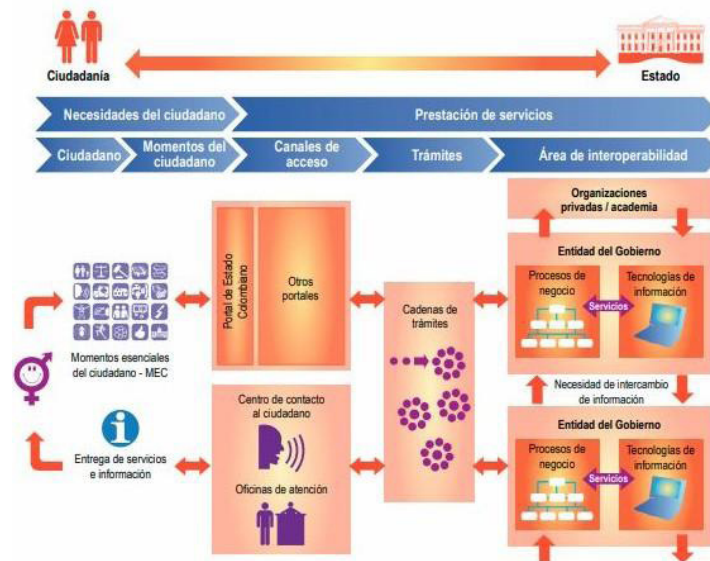 Ciudadanía
Estado
Necesidades del ciudadano
Prestación de servicios
Ciudadano
Momentos del
ciudadano
Canales de
acceso
Trámites
Área de interoperabilidad
Organizaciones
privadas / academia
Portal de Estado
Colombiano
Otros
portales
Momentos esenciales
del ciudadano - MEC
Entrega de servicios
e información
Centro de contacto
al ciudadano
Oficinas de atención
Cadenas de
trámites
Entidad del Gobierno
Procesos de
negocio
Servicios
Tecnologías de
información
Necesidad de intercambio
de información
Entidad del Gobierno
Procesos de
negocio
Servicios
Tecnologías de
información